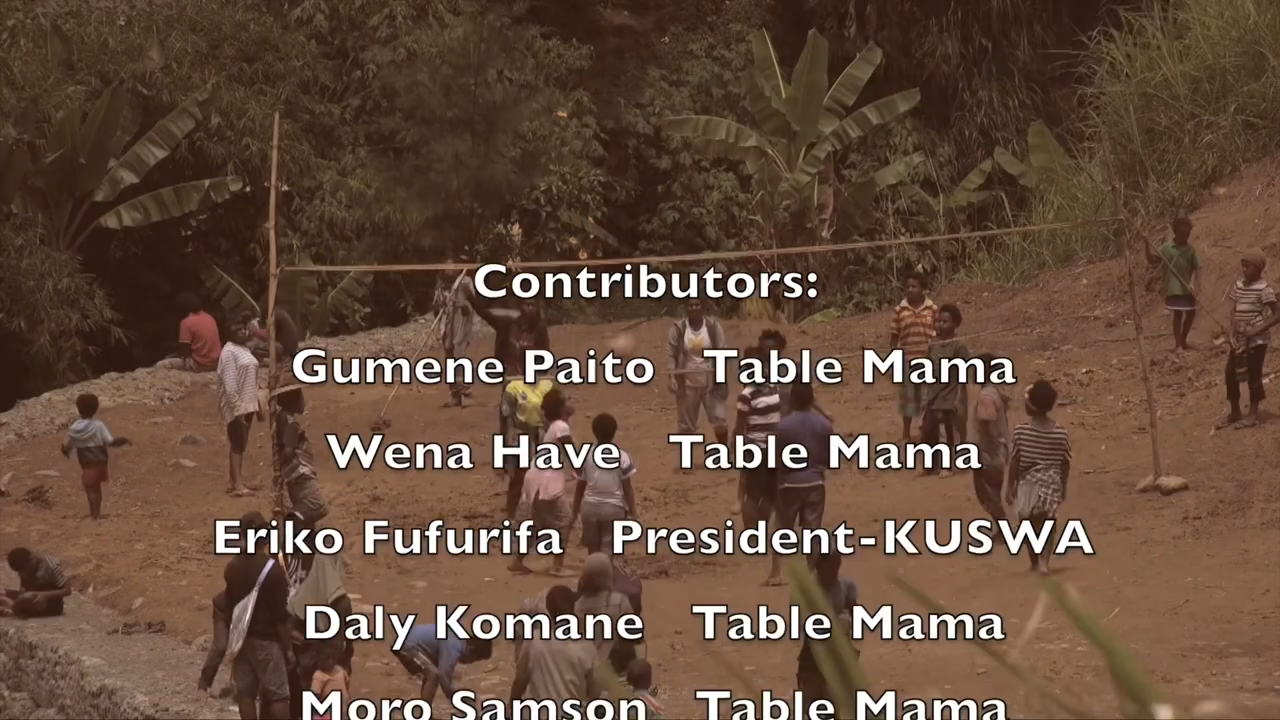 Contributors:
Gumene Paito Table Mama
Wena Have Table Mama
Eriko Fufurifa President-KUSWA
Daly Komane Table Mama
Moro Samson Table Mama